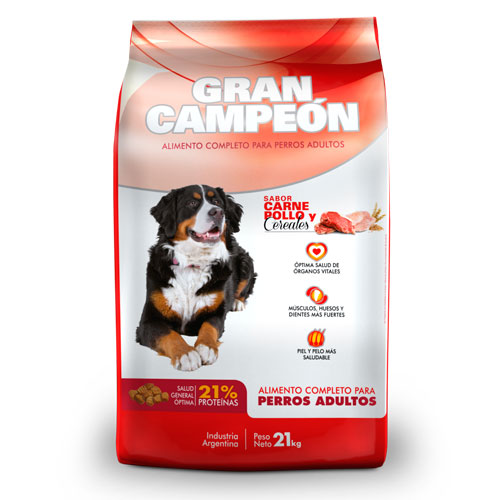 GRAN
CAMPEÓN
ALIMENTO COMPLETO PARA PERROS ADULTOS
SABOR
CARNE
POLLO y
Cereales
ÓPTIMA SALUD DE
ÓRGANOS VITALES
MÚSCULOS, HUESOS Y
DIENTES MAS FUERTES
PIEL Y PELO MÁS
SALUDABLE
SALUD
GENERAL
ÓPTIMA
21%
PROTEÍNAS
ALIMENTO COMPLETO PARA
PERROS ADULTOS
Industria
Argentina
Peso
Neto 21kg